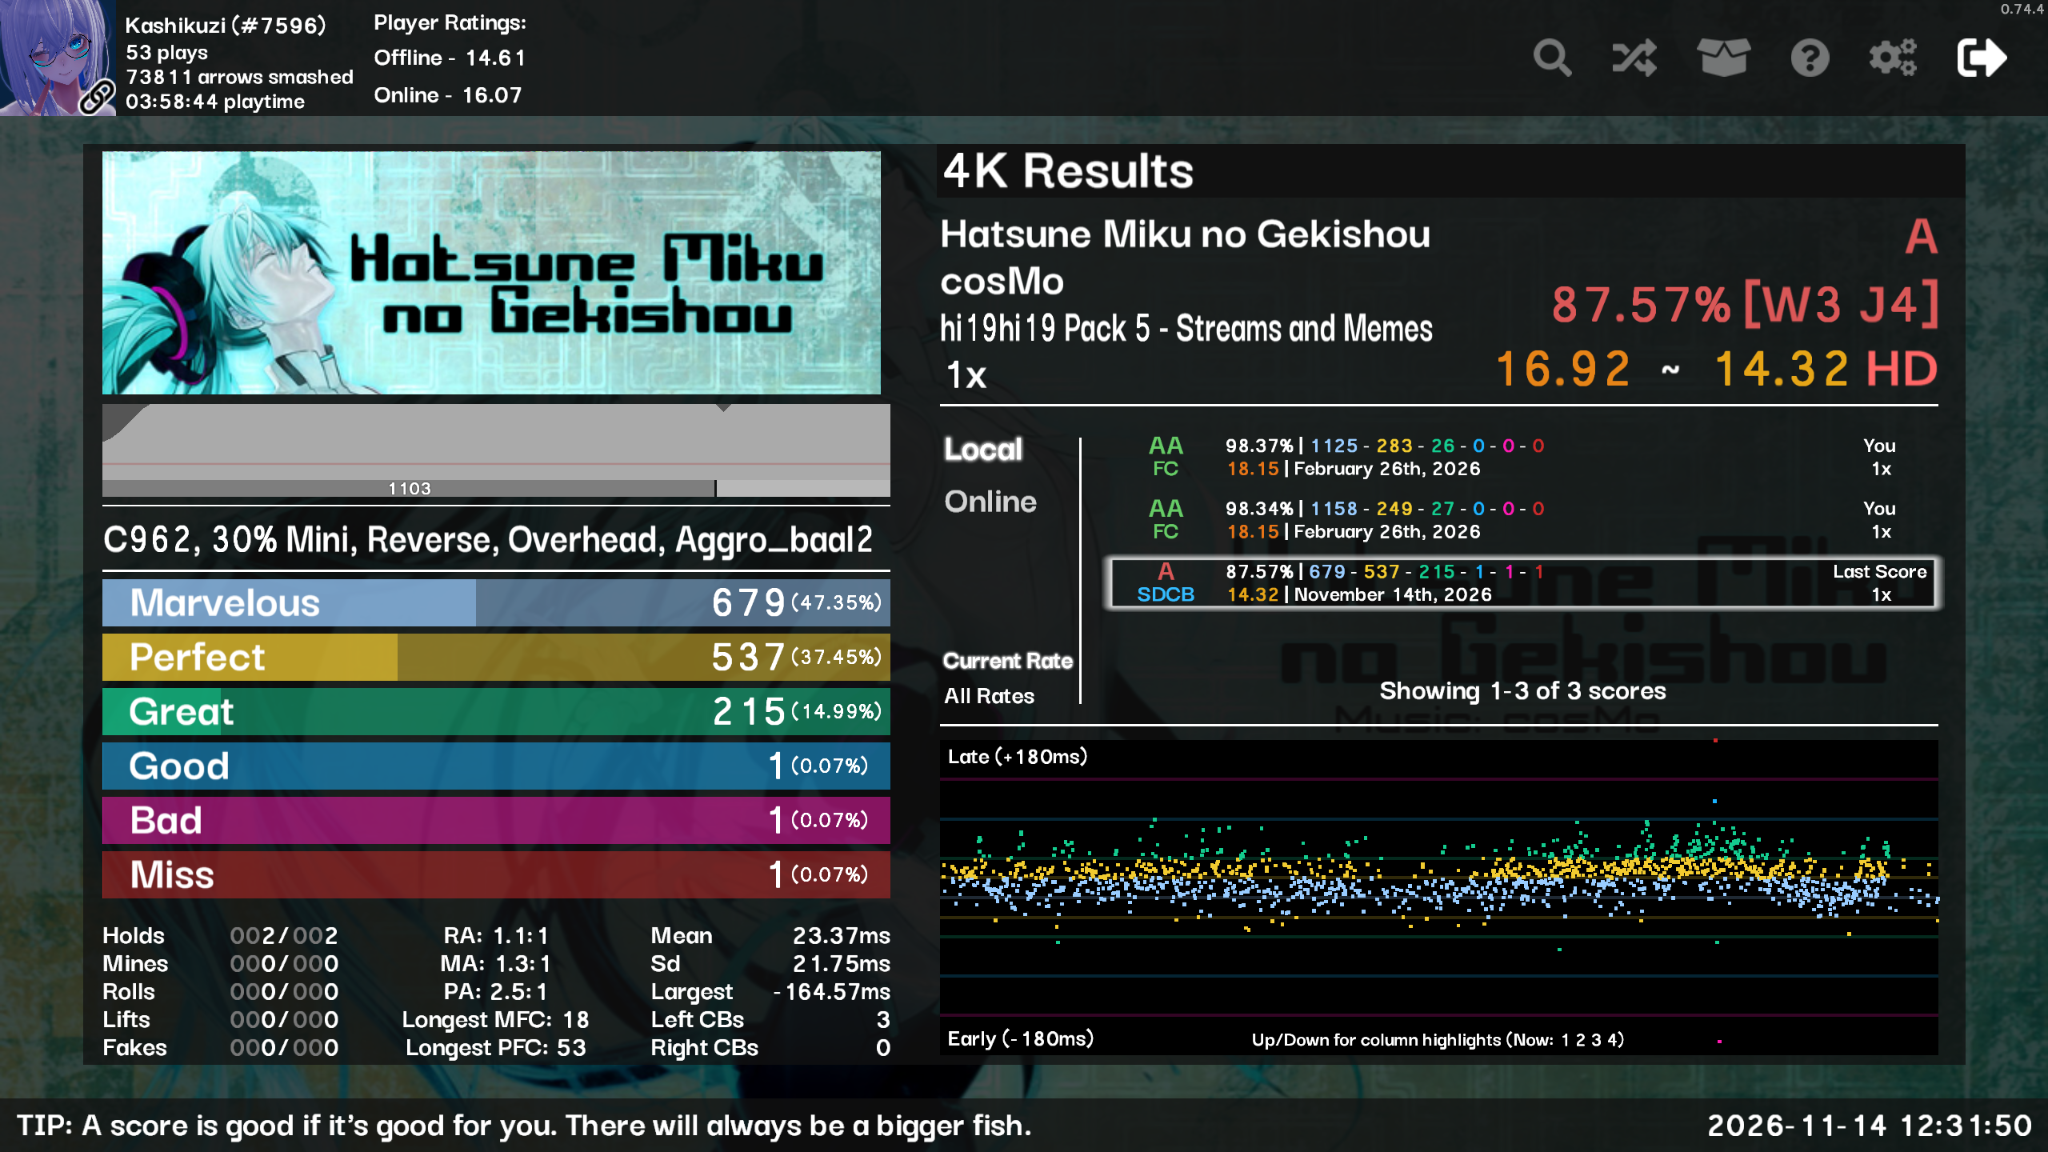 Kashikuzi (#7596)
53 plays
73811 arrows smashed
03:58:44 playtime
Player Ratings:
Offline - 14.61
Online - 16.07
0.74.4
Hatsune Miku
no Gekishou
1103
C962, 30% Mini, Reverse, Overhead, Aggro_baal2
Marvelous 679 (47.35%)
Perfect 537 (37.45%)
Great 215 (14.99%)
Good 1 (0.07%)
Bad 1 (0.07%)
Miss 1 (0.07%)
Holds 002/002 RA: 1.1:1 Mean 23.37ms
Mines 000/000 MA: 1.3:1 Sd 21.75ms
Rolls 000/000 PA: 2.5:1 Largest -164.57ms
Lifts 000/000 Longest MFC: 18 Left CBs 3
Fakes 000/000 Longest PFC: 53 Right CBs 0
4K Results
Hatsune Miku no Gekishou
A
cosMo
87.57% [W3 J4]
hi19hi19 Pack 5 - Streams and Memes
1x
16.92 ~ 14.32 HD
Local
Online
Current Rate
All Rates
AA 98.37% | 1125 - 283 - 26 - 0 - 0 - 0 You
FC 18.15 | February 26th, 2026 1x
AA 98.34% | 1158 - 249 - 27 - 0 - 0 - 0 You
FC 18.15 | February 26th, 2026 1x
A 87.57% | 679 - 537 - 215 - 1 - 1 - 1 Last Score
SDCB 14.32 | November 14th, 2026 1x
Hatsune Miku
no Gekishou
Music: cosMo
Showing 1-3 of 3 scores
Late (+180ms)
Early (-180ms)
Up/Down for column highlights (Now: 1 2 3 4)
TIP: A score is good if it's good for you. There will always be a bigger fish.
2026-11-14 12:31:50